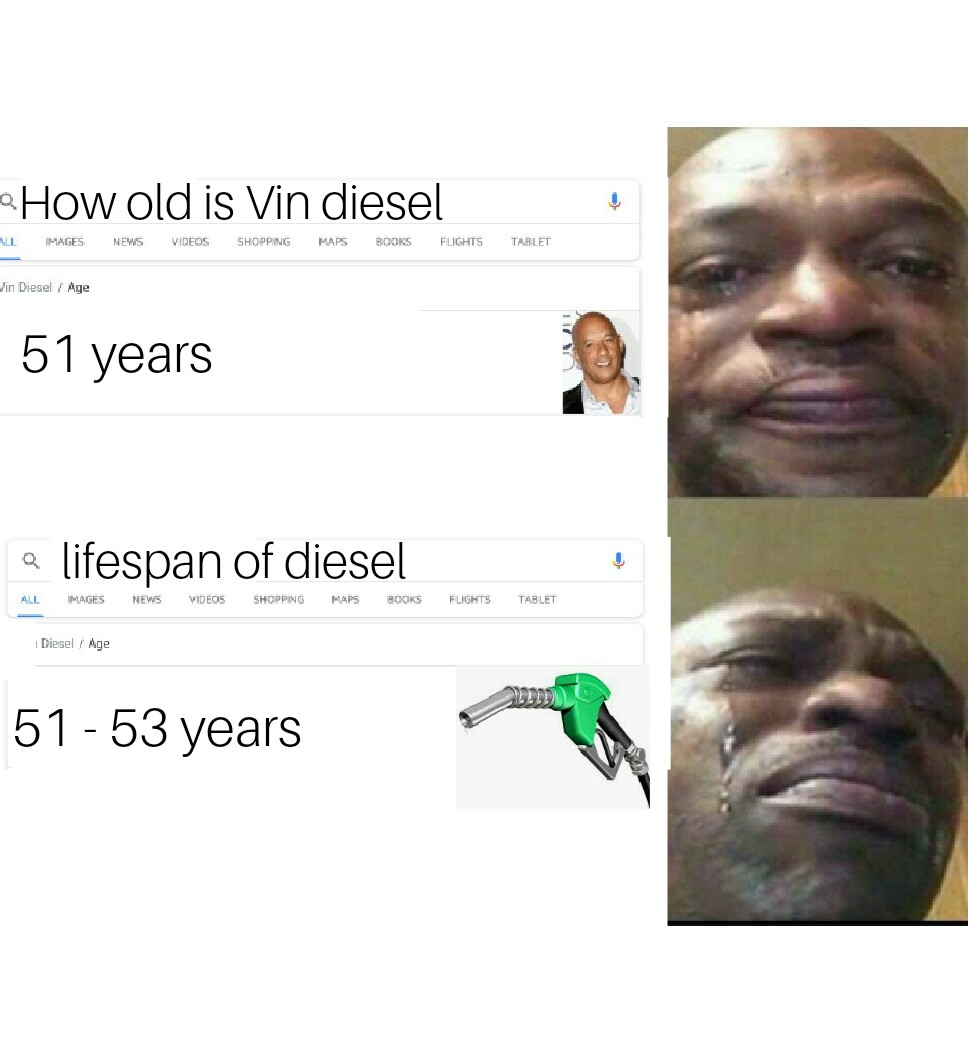 How old is Vin diesel
ALL IMAGES NEWS VIDEOS SHOPPING MAPS BOOKS FLIGHTS TABLET
Vin Diesel / Age
51 years
lifespan of diesel
ALL IMAGES NEWS VIDEOS SHOPPING MAPS BOOKS FLIGHTS TABLET
Diesel / Age
51 - 53 years